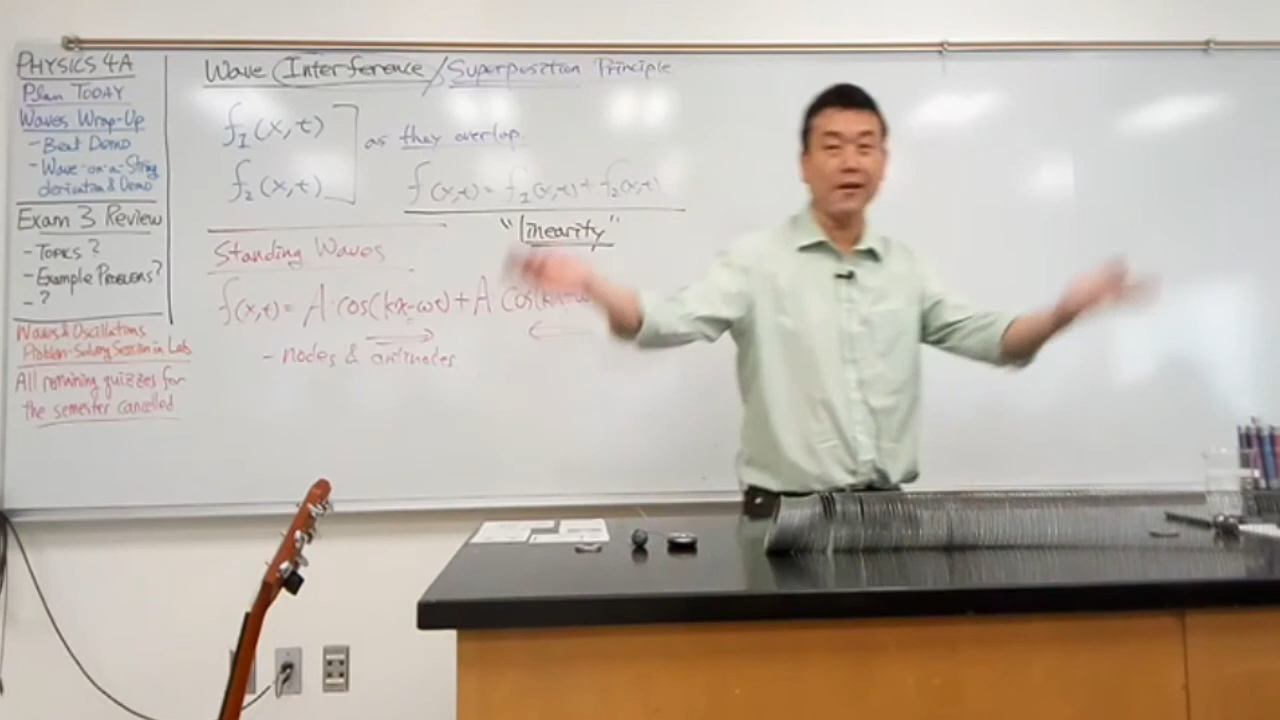 PHYSICS 4A
Plan TODAY
Waves Wrap-Up
- Beat Demo
- Wave-on-a-String
derivation & Demo
Exam 3 Review
- TOPICS?
- Example PROBLEMS?
- ?
Waves & Oscillations
Problem-Solving Session in Lab
All remaining quizzes for
the semester cancelled
Wave Interference/Superposition Principle
f₁(x,t)
f₂(x,t)
as they overlap.
f(x,t) = f₁(x,t) + f₂(x,t)
"linearity"
Standing Waves
f(x,t) = A cos(kx-ωt) + A cos(k
- nodes & antinodes